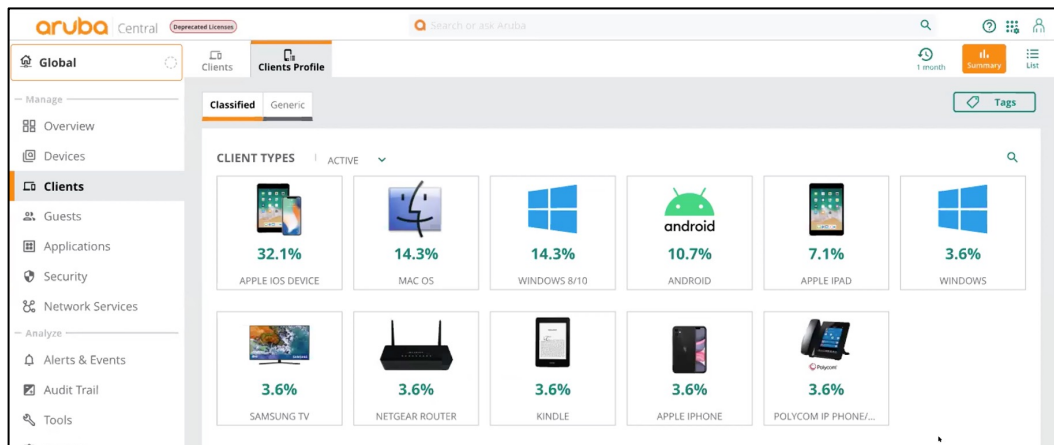 aruba Central Deprecated Licenses Search or ask Aruba
Global
Clients
Clients Profile
1 month
Summary
List
Manage
Overview
Devices
Clients
Guests
Applications
Security
Network Services
Analyze
Alerts & Events
Audit Trail
Tools
Classified Generic
Tags
CLIENT TYPES ACTIVE
android
32.1% 14.3% 14.3% 10.7% 7.1% 3.6%
APPLE IOS DEVICE MAC OS WINDOWS 8/10 ANDROID APPLE IPAD WINDOWS
Polycom
3.6% 3.6% 3.6% 3.6% 3.6%
SAMSUNG TV NETGEAR ROUTER KINDLE APPLE IPHONE POLYCOM IP PHONE/...